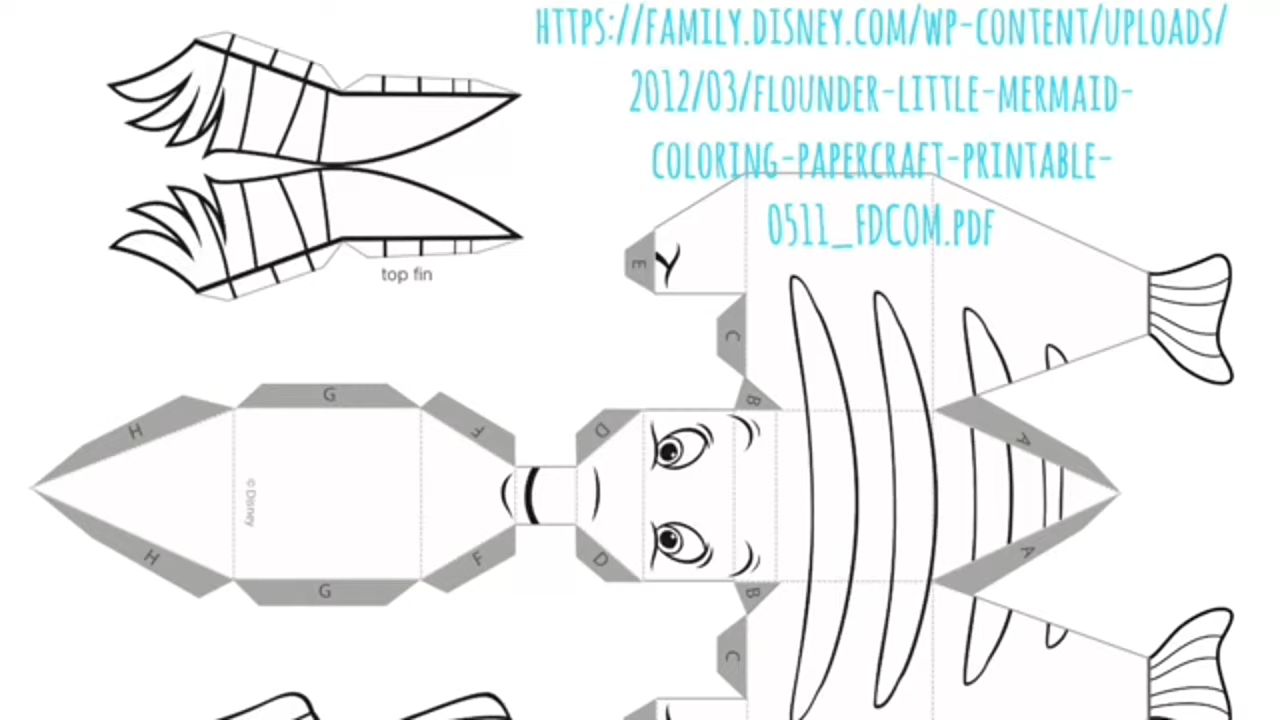 HTTPS://FAMILY.DISNEY.COM/WP-CONTENT/UPLOADS/
2012/03/FLOUNDER-LITTLE-MERMAID-
COLORING-PAPERCRAFT-PRINTABLE-
0511_FDCOM.PDF
top fin
E
C
B
G
H
F
D
A
© Disney
H
G
F
D
B
A
C